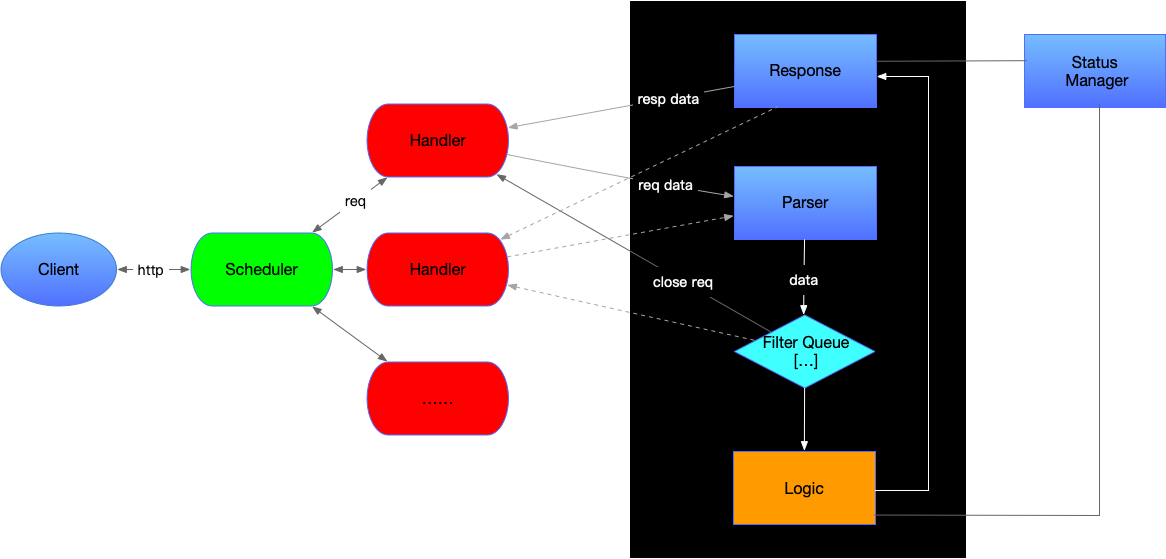 Response
Status
Manager
resp data
Handler
req data
req
Parser
Client
http
Scheduler
Handler
close req
data
Filter Queue
[...]
......
Logic